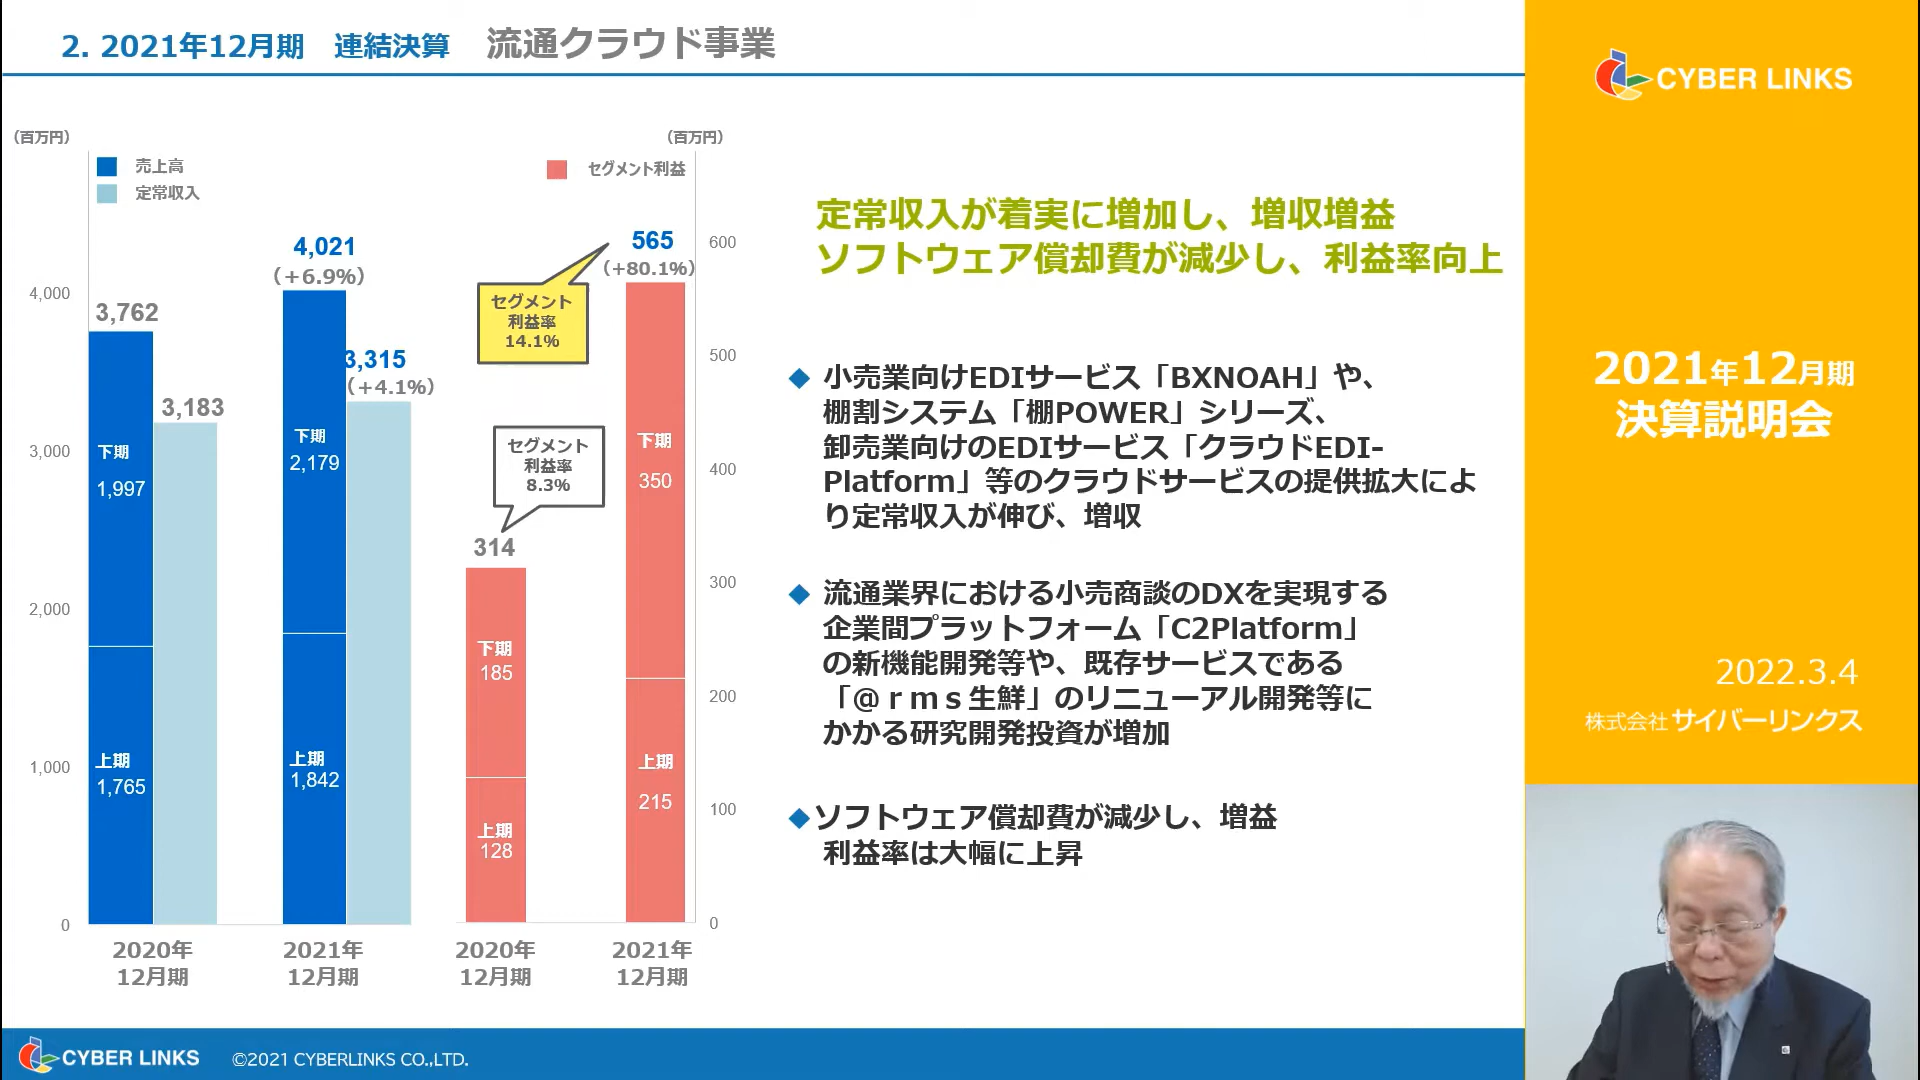 2. 2021年12月期　連結決算　流通クラウド事業
（百万円）
売上高
定常収入
4,000
3,000
2,000
1,000
0
3,762
3,183
下期
1,997
上期
1,765
4,021
（+6.9%）
3,315
（+4.1%）
下期
2,179
上期
1,842
2020年
12月期
2021年
12月期
（百万円）
セグメント利益
565
（+80.1%）
セグメント
利益率
14.1%
セグメント
利益率
8.3%
314
下期
185
上期
128
下期
350
上期
215
600
500
400
300
200
100
0
2020年
12月期
2021年
12月期
定常収入が着実に増加し、増収増益
ソフトウェア償却費が減少し、利益率向上
◆ 小売業向けEDIサービス「BXNOAH」や、
棚割システム「棚POWER」シリーズ、
卸売業向けのEDIサービス「クラウドEDI-
Platform」等のクラウドサービスの提供拡大によ
り定常収入が伸び、増収
◆ 流通業界における小売商談のDXを実現する
企業間プラットフォーム「C2Platform」
の新機能開発等や、既存サービスである
「＠ｒｍｓ生鮮」のリニューアル開発等に
かかる研究開発投資が増加
◆ソフトウェア償却費が減少し、増益
利益率は大幅に上昇
CYBER LINKS
2021年12月期
決算説明会
2022.3.4
株式会社 サイバーリンクス
CYBER LINKS ©2021 CYBERLINKS CO.,LTD.